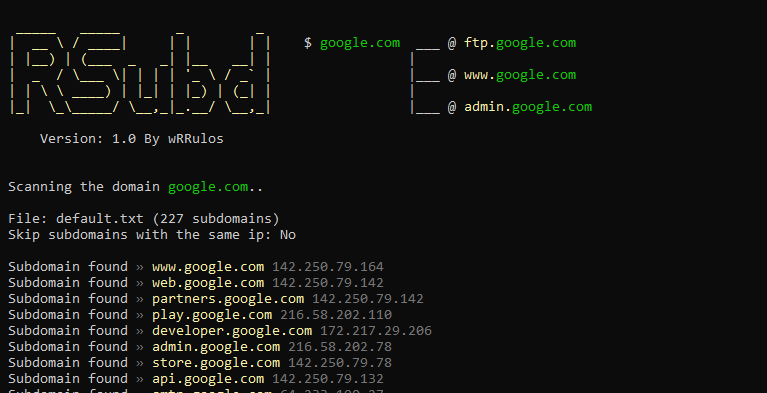 RSubd
$ google.com ___ @ ftp.google.com
|___ @ www.google.com
|___ @ admin.google.com
Version: 1.0 By wRRulos
Scanning the domain google.com..
File: default.txt (227 subdomains)
Skip subdomains with the same ip: No
Subdomain found » www.google.com 142.250.79.164
Subdomain found » web.google.com 142.250.79.142
Subdomain found » partners.google.com 142.250.79.142
Subdomain found » play.google.com 216.58.202.110
Subdomain found » developer.google.com 172.217.29.206
Subdomain found » admin.google.com 216.58.202.78
Subdomain found » store.google.com 142.250.79.78
Subdomain found » api.google.com 142.250.79.132